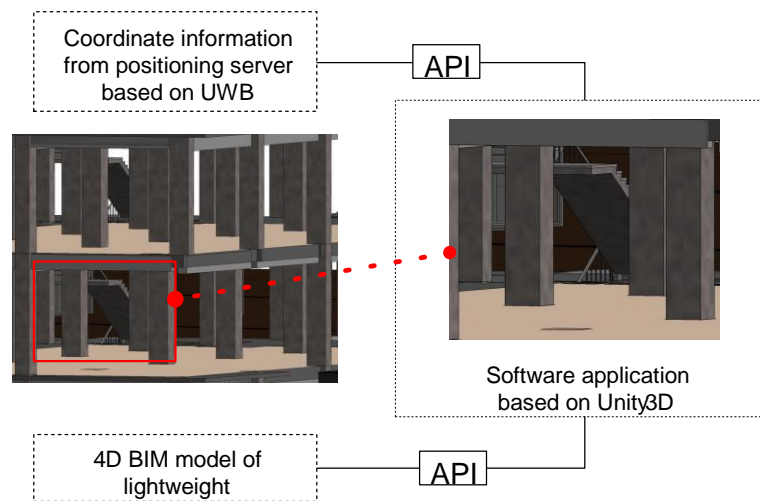 Coordinate information
from positioning server
based on UWB
API
Software application
based on Unity3D
4D BIM model of
lightweight
API